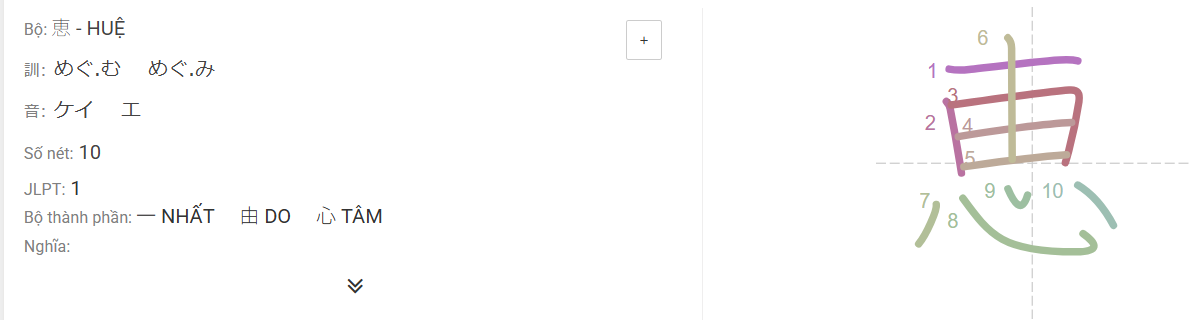 Bộ: 恵 - HUỆ
+
訓: めぐ.む めぐ.み
音: ケイ エ
Số nét: 10
JLPT: 1
Bộ thành phần: 一 NHẤT 由 DO 心 TÂM
Nghĩa:
恵
6
1
3
2
4
5
9
10
7
8